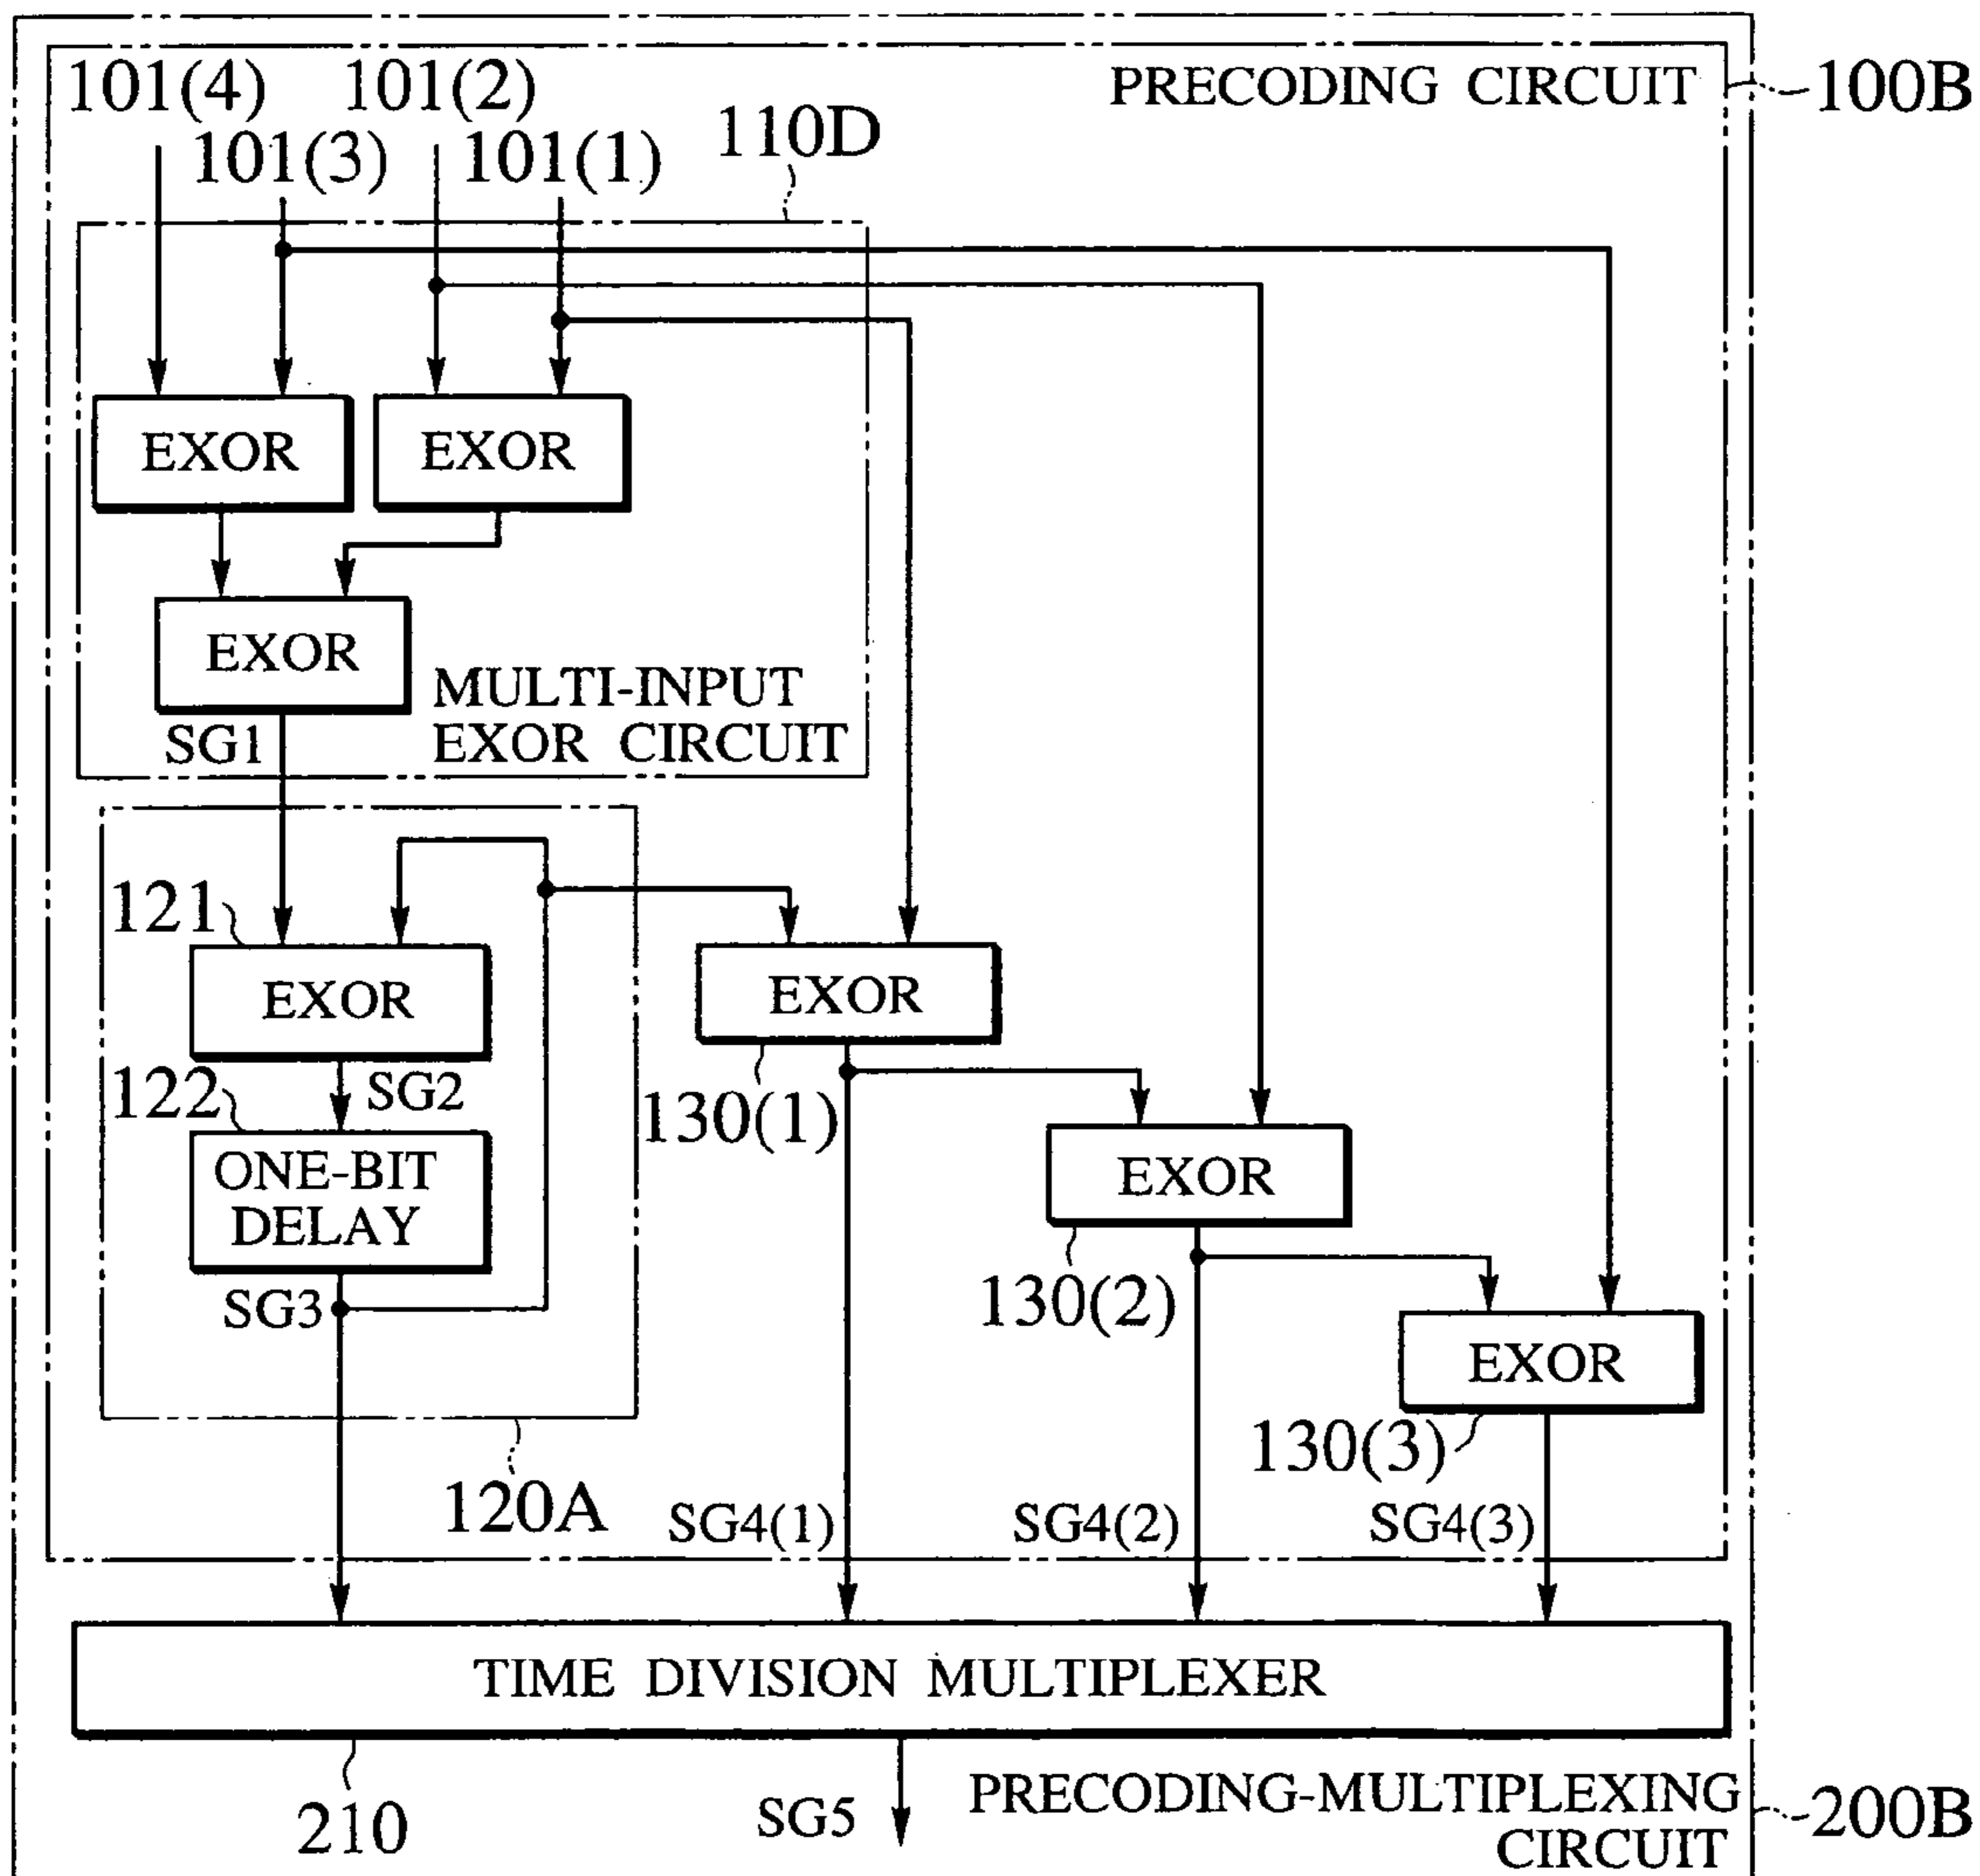 PRECODING CIRCUIT
100B
101(4)
101(2)
101(3)
101(1)
110D
EXOR
EXOR
EXOR
MULTI-INPUT
EXOR CIRCUIT
SG1
121
EXOR
EXOR
122
SG2
130(1)
ONE-BIT
DELAY
EXOR
SG3
130(2)
EXOR
130(3)
120A
SG4(1)
SG4(2)
SG4(3)
TIME DIVISION MULTIPLEXER
210
SG5
PRECODING-MULTIPLEXING
CIRCUIT
200B